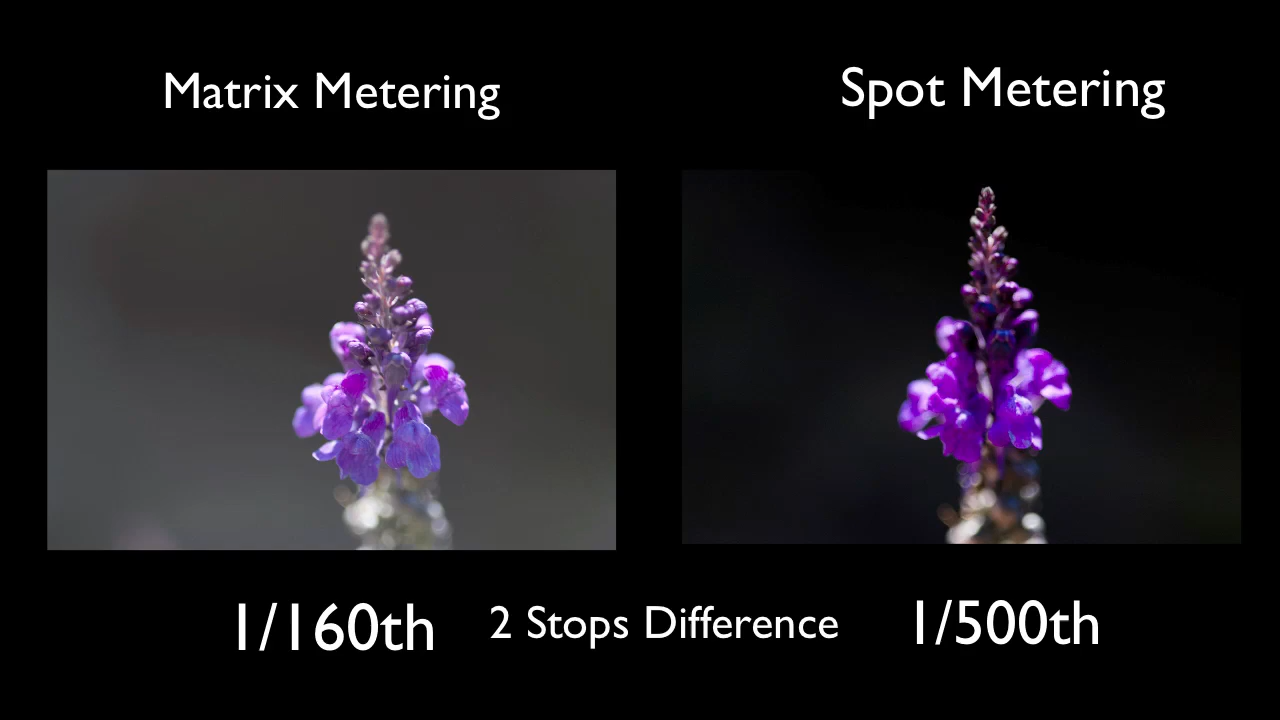 Matrix Metering
Spot Metering
1/160th
2 Stops Difference
1/500th